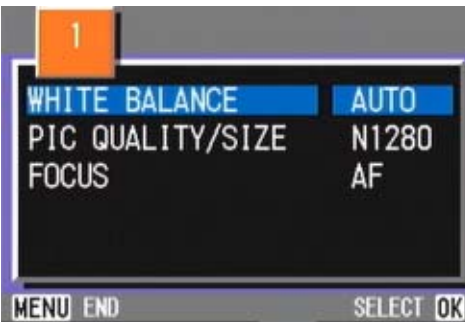 1
WHITE BALANCE AUTO
PIC QUALITY/SIZE N1280
FOCUS AF
MENU END SELECT OK